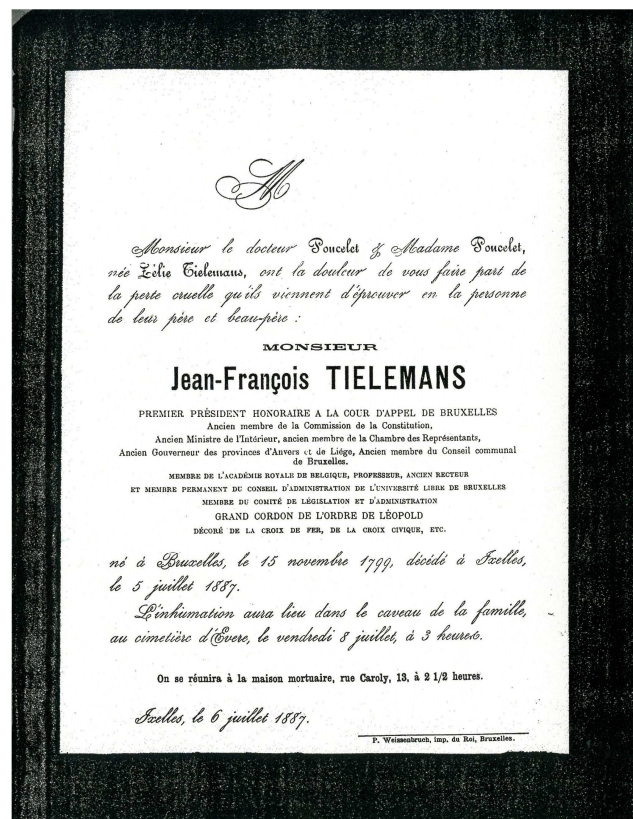 M
Monsieur le docteur Poucelet & Madame Poucelet,
née Zélie Tielemans, ont la douleur de vous faire part de
la perte cruelle qu'ils viennent d'éprouver en la personne
de leur père et beau-père :
MONSIEUR
Jean-François TIELEMANS
PREMIER PRÉSIDENT HONORAIRE A LA COUR D'APPEL DE BRUXELLES
Ancien membre de la Commission de la Constitution,
Ancien Ministre de l'Intérieur, ancien membre de la Chambre des Représentants,
Ancien Gouverneur des provinces d'Anvers et de Liége, Ancien membre du Conseil communal
de Bruxelles.
MEMBRE DE L'ACADÉMIE ROYALE DE BELGIQUE, PROFESSEUR, ANCIEN RECTEUR
ET MEMBRE PERMANENT DU CONSEIL D'ADMINISTRATION DE L'UNIVERSITÉ LIBRE DE BRUXELLES
MEMBRE DU COMITÉ DE LÉGISLATION ET D'ADMINISTRATION
GRAND CORDON DE L'ORDRE DE LÉOPOLD
DÉCORÉ DE LA CROIX DE FER, DE LA CROIX CIVIQUE, ETC.
né à Bruxelles, le 15 novembre 1799, décédé à Ixelles,
le 5 juillet 1887.
L'inhumation aura lieu dans le caveau de la famille,
au cimetière d'Evere, le vendredi 8 juillet, à 3 heures.
On se réunira à la maison mortuaire, rue Caroly, 13, à 2 1/2 heures.
Ixelles, le 6 juillet 1887.
P. Weissenbruch, imp. du Roi, Bruxelles.